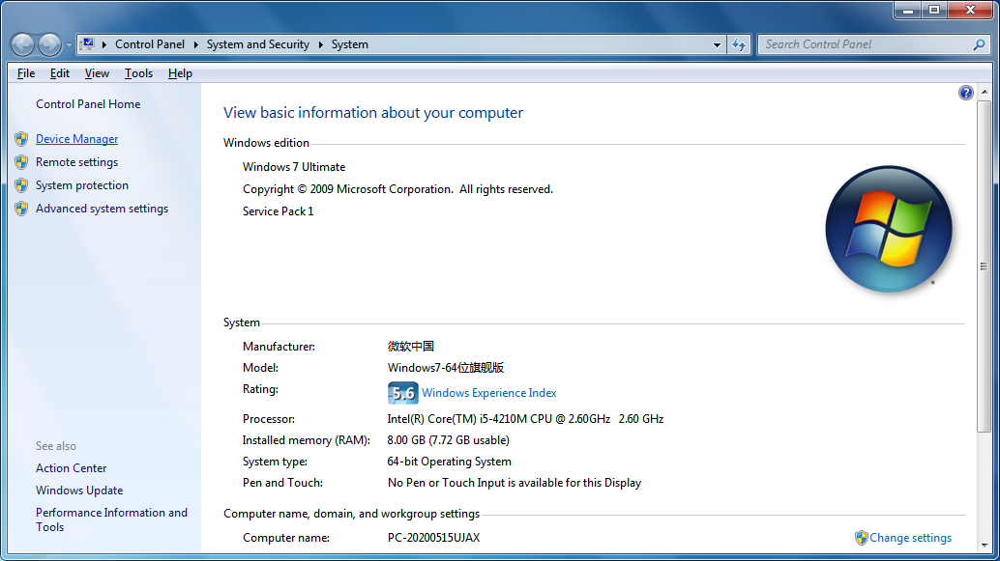 Control Panel System and Security System
Search Control Panel
File Edit View Tools Help
Control Panel Home
Device Manager
Remote settings
System protection
Advanced system settings
See also
Action Center
Windows Update
Performance Information and
Tools
View basic information about your computer
Windows edition
Windows 7 Ultimate
Copyright © 2009 Microsoft Corporation. All rights reserved.
Service Pack 1
System
Manufacturer: 微软中国
Model: Windows7-64位旗舰版
Rating: 5.6 Windows Experience Index
Processor: Intel(R) Core(TM) i5-4210M CPU @ 2.60GHz 2.60 GHz
Installed memory (RAM): 8.00 GB (7.72 GB usable)
System type: 64-bit Operating System
Pen and Touch: No Pen or Touch Input is available for this Display
Computer name, domain, and workgroup settings
Computer name: PC-20200515UJAX Change settings